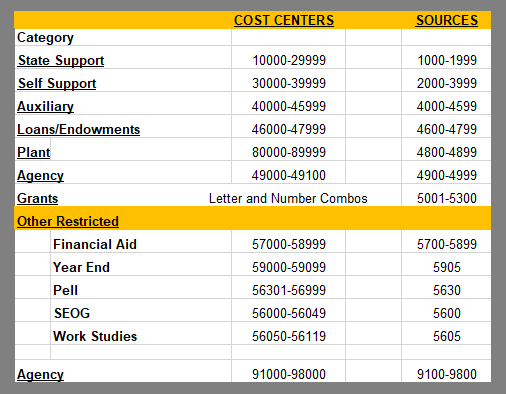 COST CENTERS SOURCES
Category
State Support 10000-29999 1000-1999
Self Support 30000-39999 2000-3999
Auxiliary 40000-45999 4000-4599
Loans/Endowments 46000-47999 4600-4799
Plant 80000-89999 4800-4899
Agency 49000-49100 4900-4999
Grants Letter and Number Combos 5001-5300
Other Restricted
Financial Aid 57000-58999 5700-5899
Year End 59000-59099 5905
Pell 56301-56999 5630
SEOG 56000-56049 5600
Work Studies 56050-56119 5605
Agency 91000-98000 9100-9800